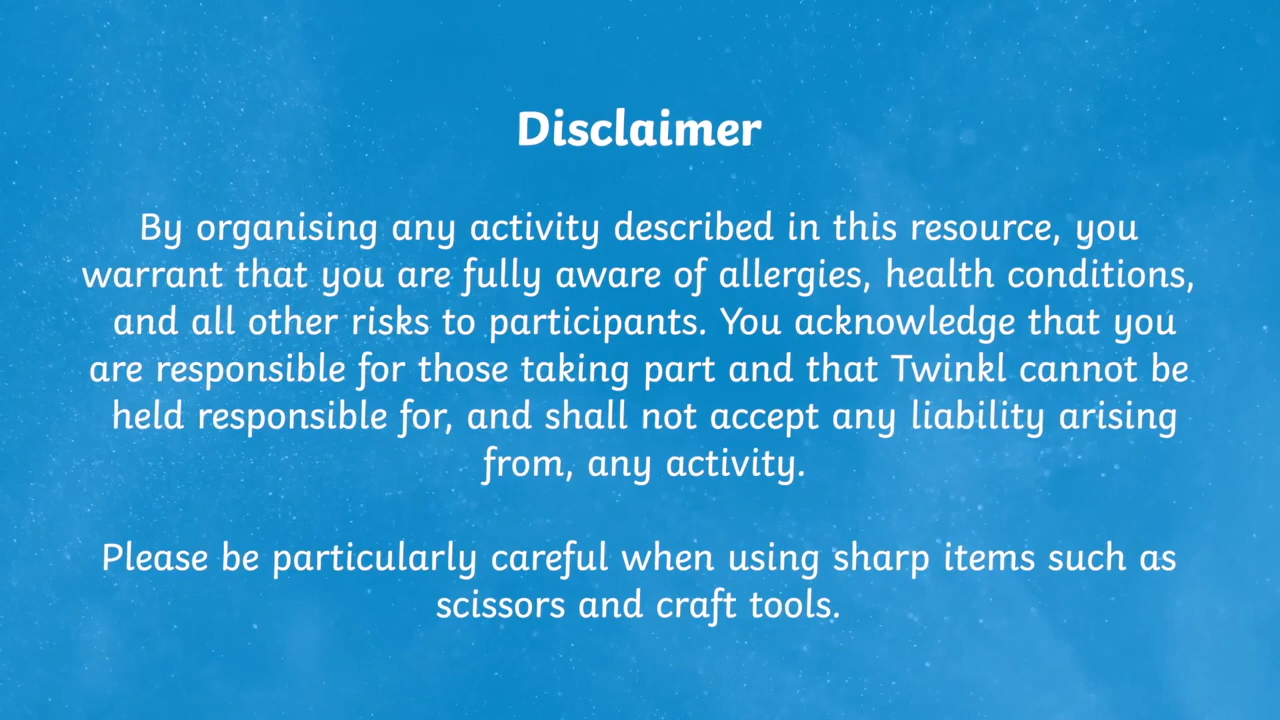 Disclaimer
By organising any activity described in this resource, you
warrant that you are fully aware of allergies, health conditions,
and all other risks to participants. You acknowledge that you
are responsible for those taking part and that Twinkl cannot be
held responsible for, and shall not accept any liability arising
from, any activity.
Please be particularly careful when using sharp items such as
scissors and craft tools.